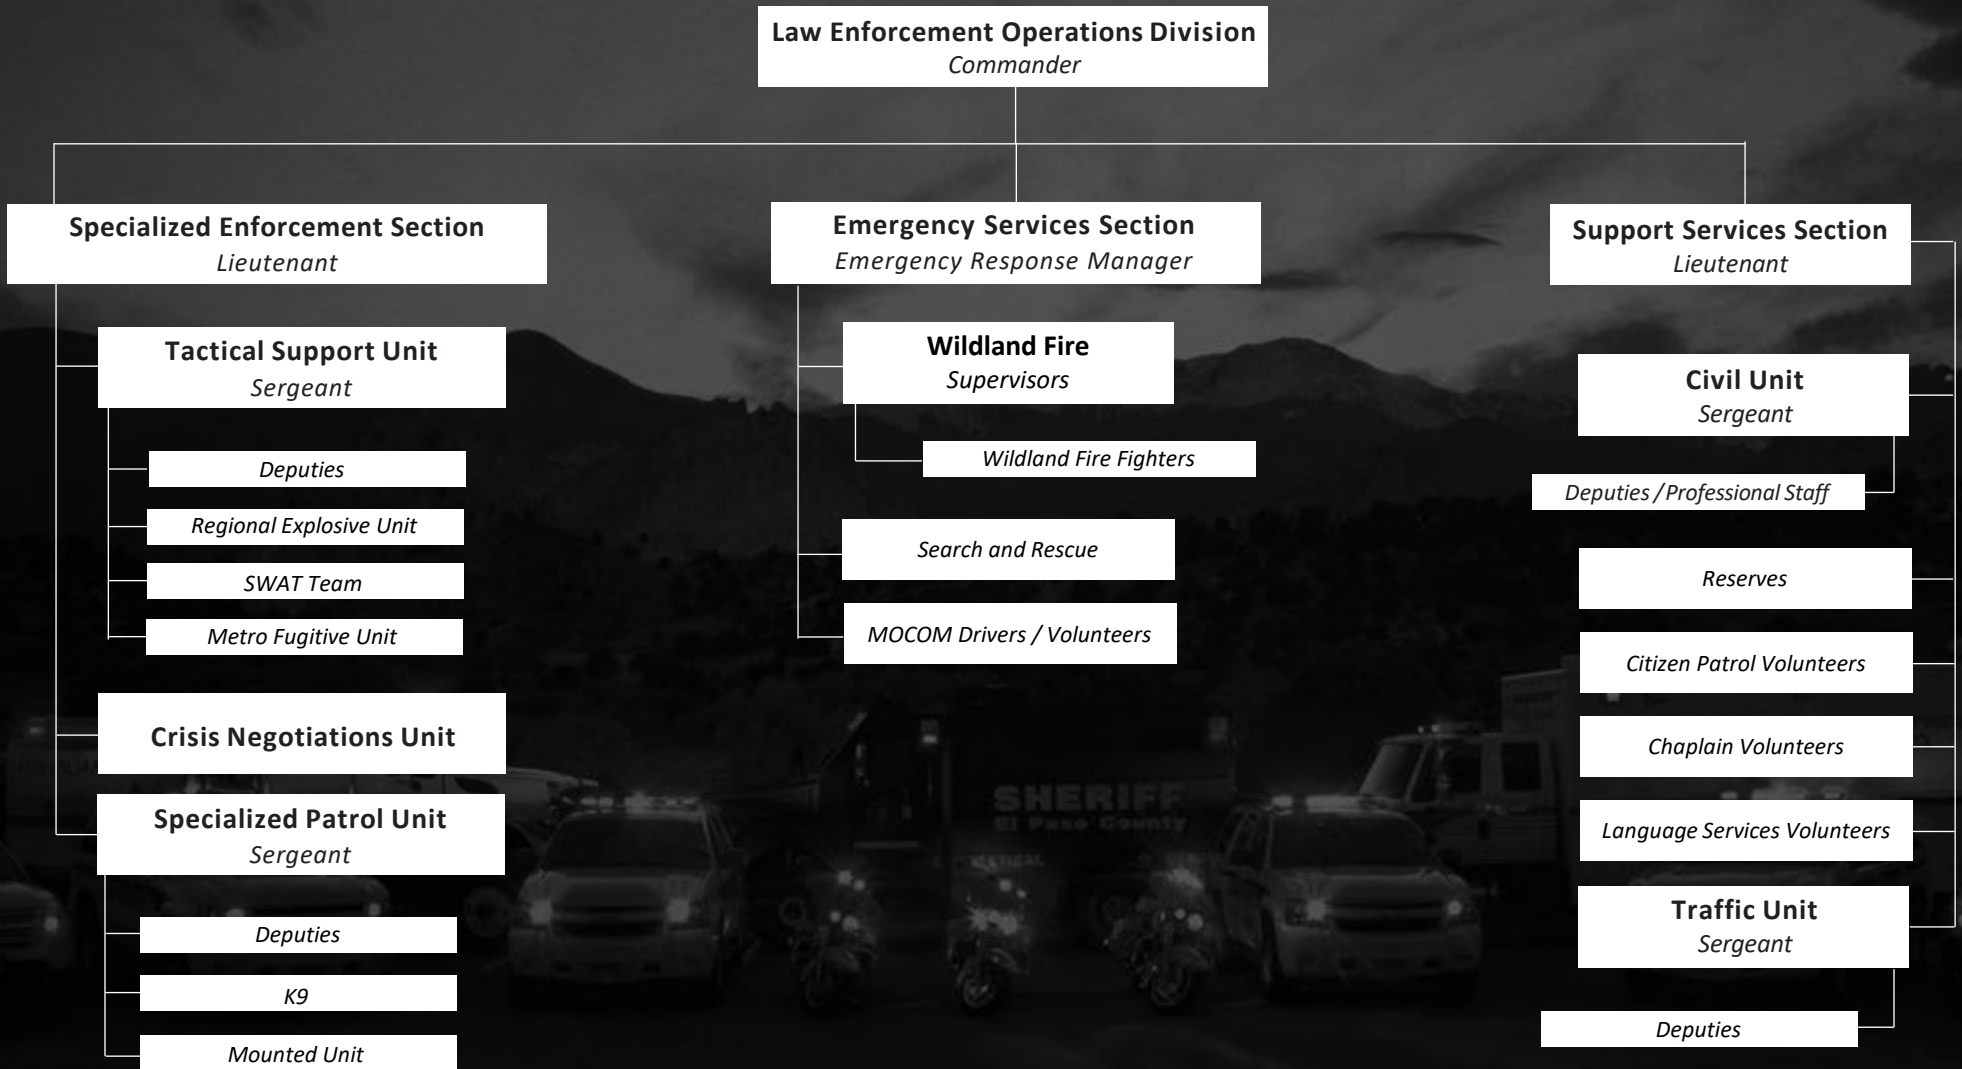 Law Enforcement Operations Division
Commander
Specialized Enforcement Section
Lieutenant
Tactical Support Unit
Sergeant
Deputies
Regional Explosive Unit
SWAT Team
Metro Fugitive Unit
Crisis Negotiations Unit
Specialized Patrol Unit
Sergeant
Deputies
K9
Mounted Unit
Emergency Services Section
Emergency Response Manager
Wildland Fire
Supervisors
Wildland Fire Fighters
Search and Rescue
MOCOM Drivers / Volunteers
Support Services Section
Lieutenant
Civil Unit
Sergeant
Deputies / Professional Staff
Reserves
Citizen Patrol Volunteers
Chaplain Volunteers
Language Services Volunteers
Traffic Unit
Sergeant
Deputies
SHERIFF
El Paso County